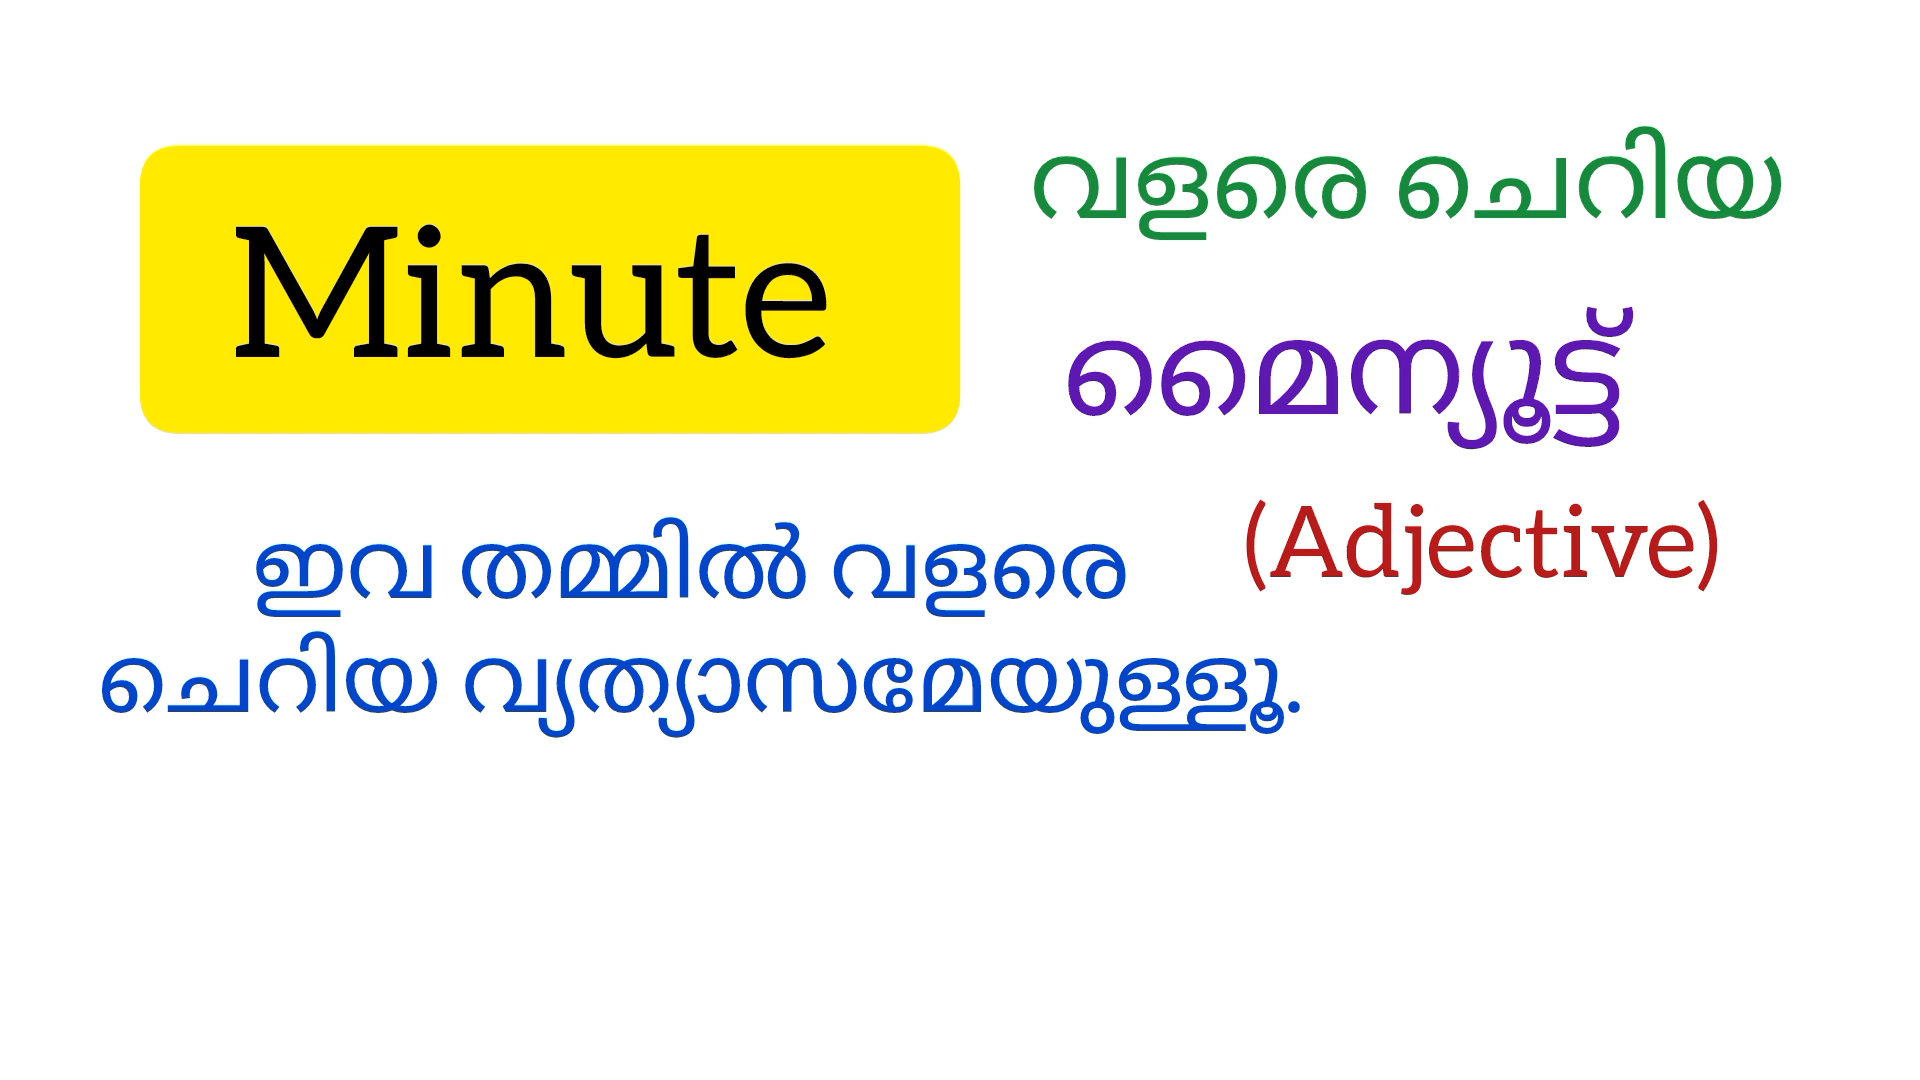 Minute
വളരെ ചെറിയ
മൈന്യൂട്ട്
(Adjective)
ഇവ തമ്മിൽ വളരെ
ചെറിയ വ്യത്യാസമേയുള്ളൂ.